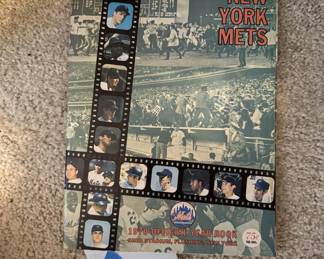 NEW
YORK
METS
1970 OFFICIAL YEAR BOOK
SHEA STADIUM, FLUSHING, NEW YORK
75¢